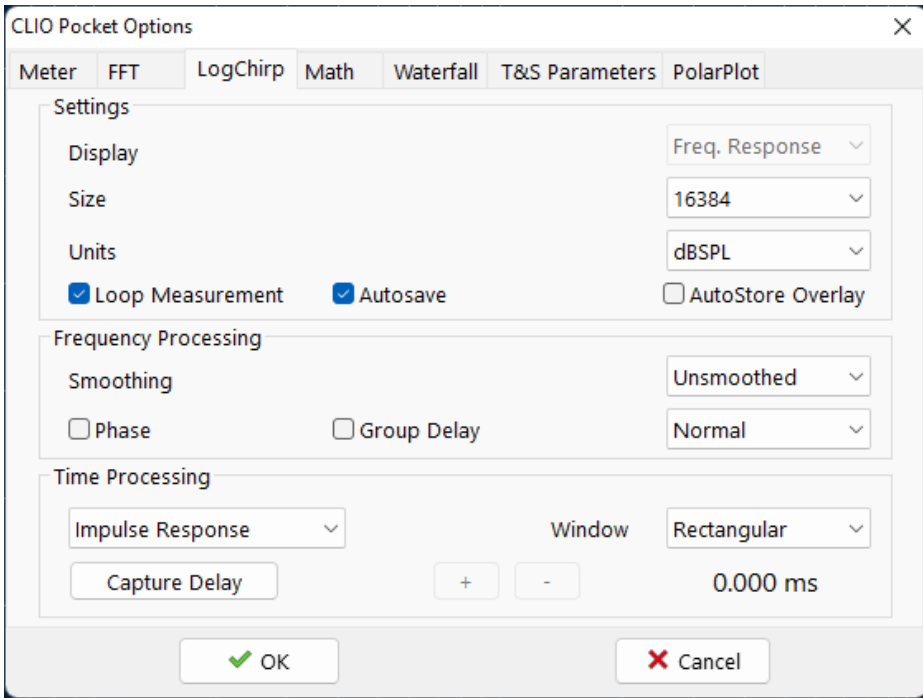 CLIO Pocket Options
Meter FFT LogChirp Math Waterfall T&S Parameters PolarPlot
Settings
Display Freq. Response
Size 16384
Units dBSPL
Loop Measurement Autosave AutoStore Overlay
Frequency Processing
Smoothing Unsmoothed
Phase Group Delay Normal
Time Processing
Impulse Response Window Rectangular
Capture Delay + - 0.000 ms
OK Cancel